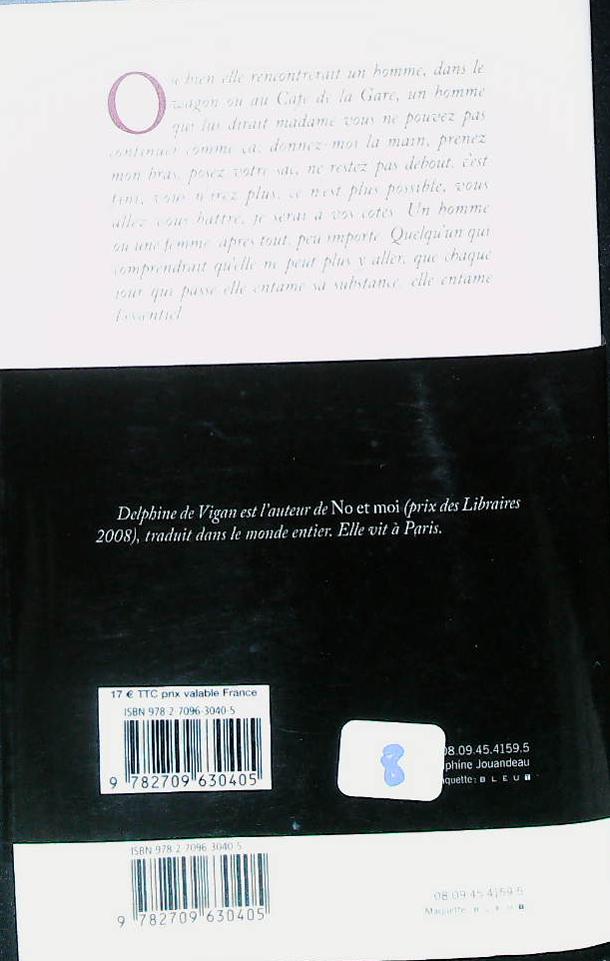 Ou bien elle rencontrerait un homme, dans le
wagon ou au Café de la Gare, un homme
qui lui dirait madame vous ne pouvez pas
continuer comme ça, donnez-moi la main, prenez
mon bras, posez votre sac, ne restez pas debout, c'est
fini, vous n'irez plus, ce n'est plus possible, vous
allez vous battre, je serai à vos côtés. Un homme
ou une femme, après tout, peu importe. Quelqu'un qui
comprendrait qu'elle ne peut plus y aller, que chaque
jour qui passe elle entame sa substance, elle entame
l'essentiel.
Delphine de Vigan est l'auteur de No et moi (prix des Libraires
2008), traduit dans le monde entier. Elle vit à Paris.
17 € TTC prix valable France
ISBN 978-2-7096-3040-5
9 782709 630405
8
08.09.45.4159.5
phine Jouandeau
quette: BLEUT
ISBN 978-2-7096-3040-5
9 782709 630405
08.09.45.4159.5
Maquette: